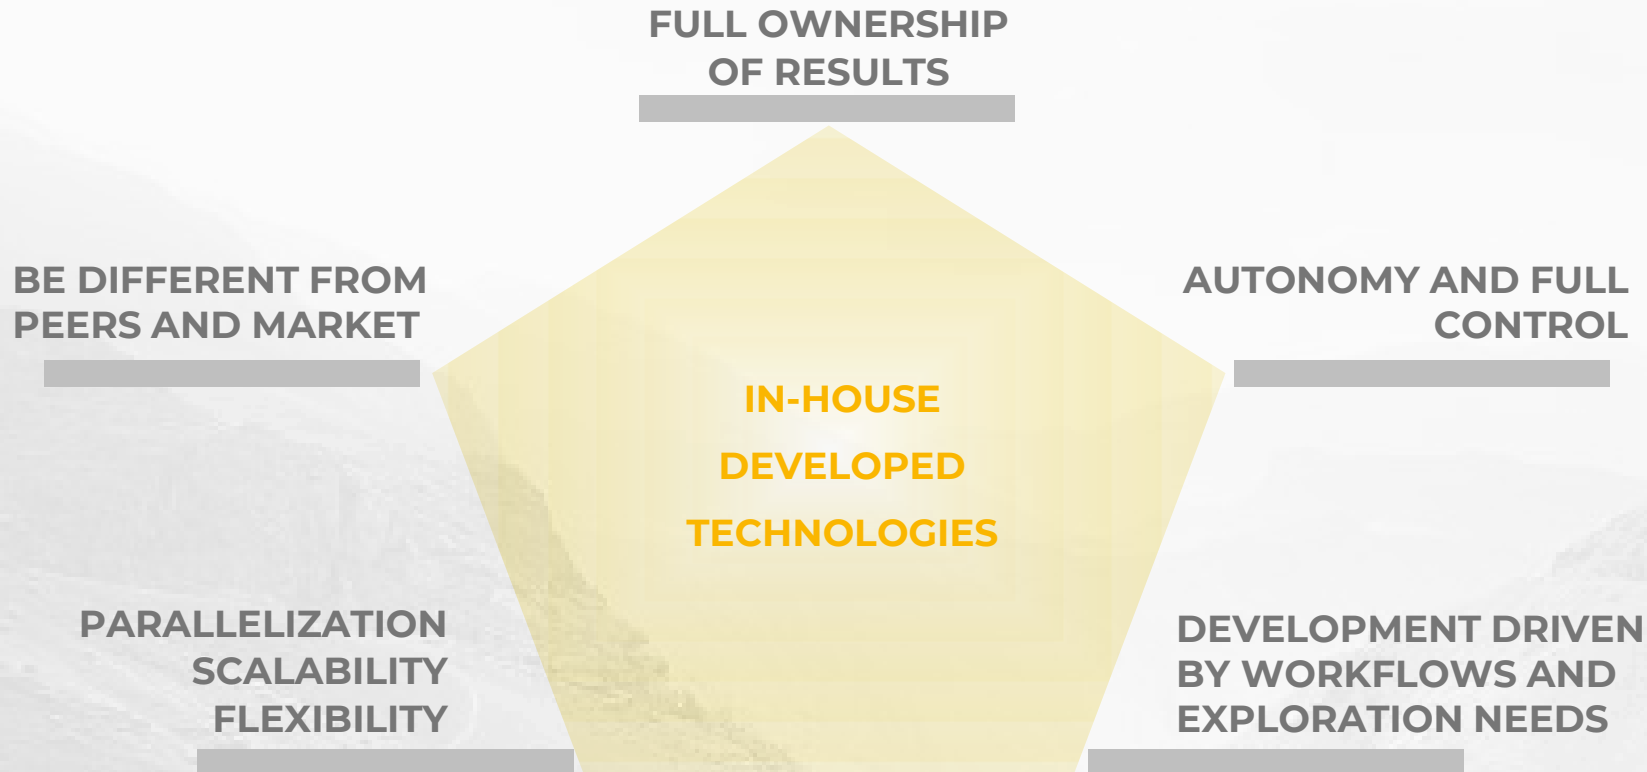 FULL OWNERSHIP
OF RESULTS
BE DIFFERENT FROM
PEERS AND MARKET
AUTONOMY AND FULL
CONTROL
IN-HOUSE
DEVELOPED
TECHNOLOGIES
PARALLELIZATION
SCALABILITY
FLEXIBILITY
DEVELOPMENT DRIVEN
BY WORKFLOWS AND
EXPLORATION NEEDS